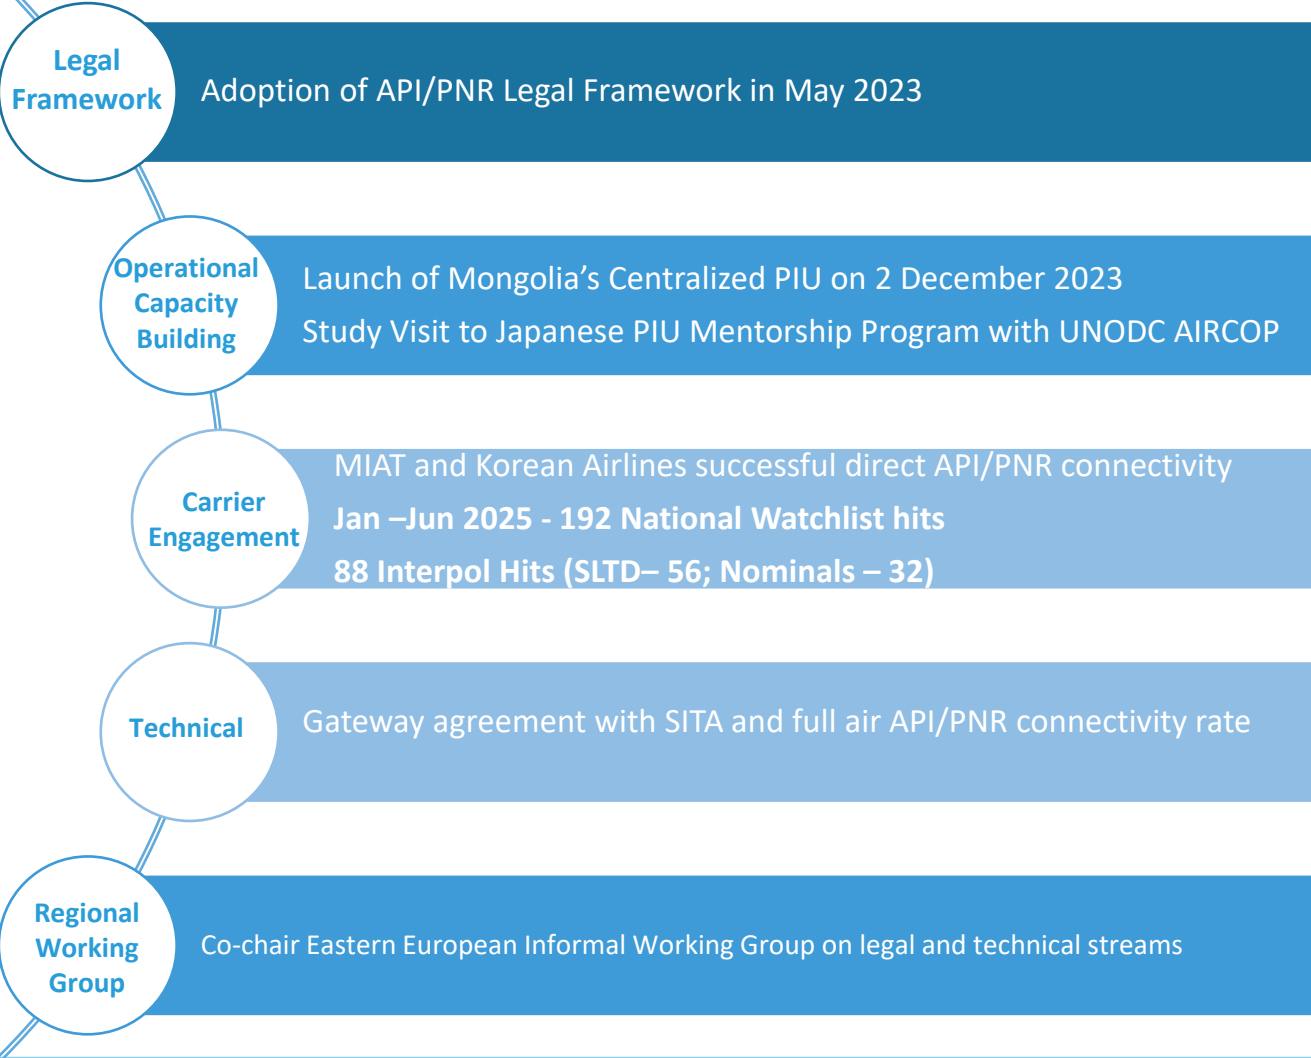 Legal
Framework
Adoption of API/PNR Legal Framework in May 2023
Operational
Capacity
Building
Launch of Mongolia’s Centralized PIU on 2 December 2023
Study Visit to Japanese PIU Mentorship Program with UNODC AIRCOP
Carrier
Engagement
MIAT and Korean Airlines successful direct API/PNR connectivity
Jan –Jun 2025 - 192 National Watchlist hits
88 Interpol Hits (SLTD– 56; Nominals – 32)
Technical
Gateway agreement with SITA and full air API/PNR connectivity rate
Regional
Working
Group
Co-chair Eastern European Informal Working Group on legal and technical streams